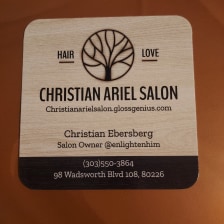 HAIR LOVE
CHRISTIAN ARIEL SALON
Christianarielsalon.glossgenius.com
Christian Ebersberg
Salon Owner @enlightenhim
(303)550-3864
98 Wadsworth Blvd 108, 80226